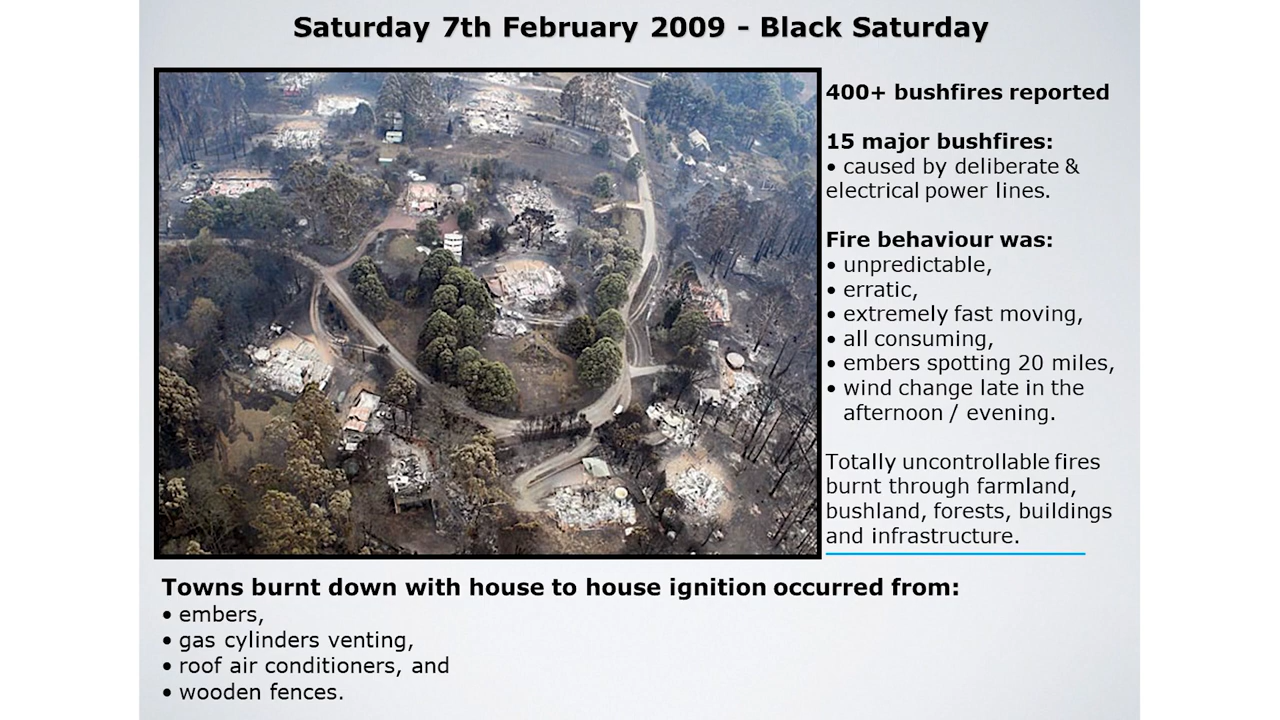 Saturday 7th February 2009 - Black Saturday
400+ bushfires reported
15 major bushfires:
• caused by deliberate &
electrical power lines.
Fire behaviour was:
• unpredictable,
• erratic,
• extremely fast moving,
• all consuming,
• embers spotting 20 miles,
• wind change late in the
afternoon / evening.
Totally uncontrollable fires
burnt through farmland,
bushland, forests, buildings
and infrastructure.
Towns burnt down with house to house ignition occurred from:
• embers,
• gas cylinders venting,
• roof air conditioners, and
• wooden fences.